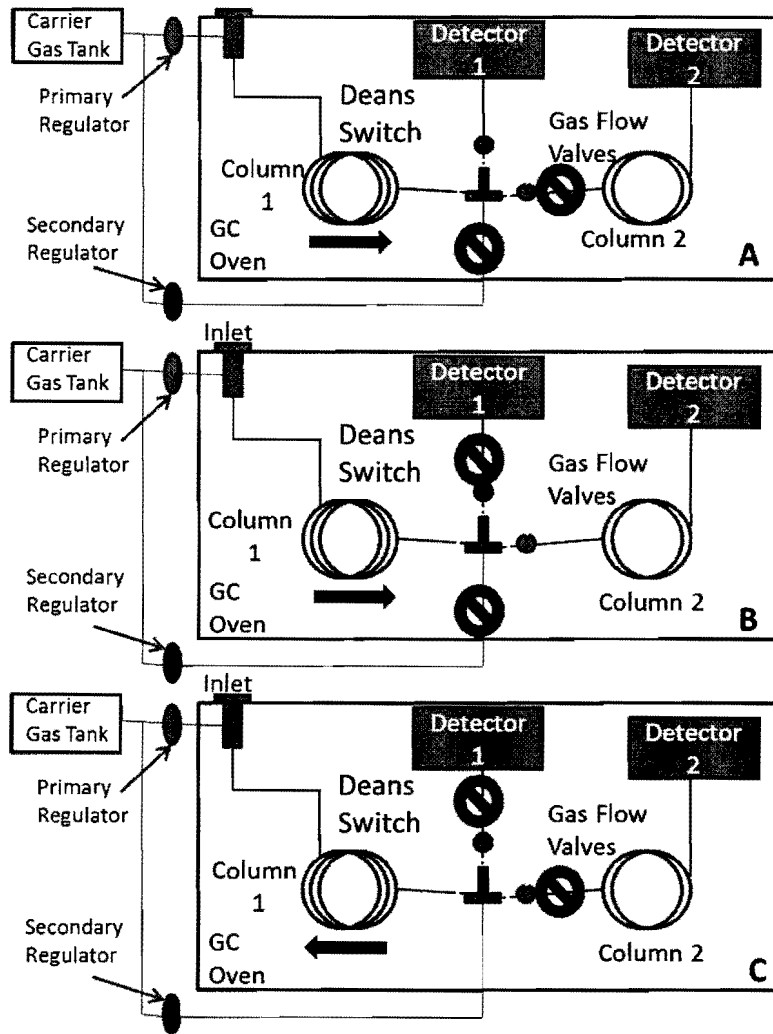 Carrier
Gas Tank
Primary
Regulator
Detector
1
Detector
2
Deans
Switch
Gas Flow
Valves
Column
1
Secondary
Regulator
GC
Oven
Column 2
A
Inlet
Carrier
Gas Tank
Primary
Regulator
Detector
1
Detector
2
Deans
Switch
Gas Flow
Valves
Column
1
Secondary
Regulator
GC
Oven
Column 2
B
Inlet
Carrier
Gas Tank
Primary
Regulator
Detector
1
Detector
2
Deans
Switch
Gas Flow
Valves
Column
1
Secondary
Regulator
GC
Oven
Column 2
C